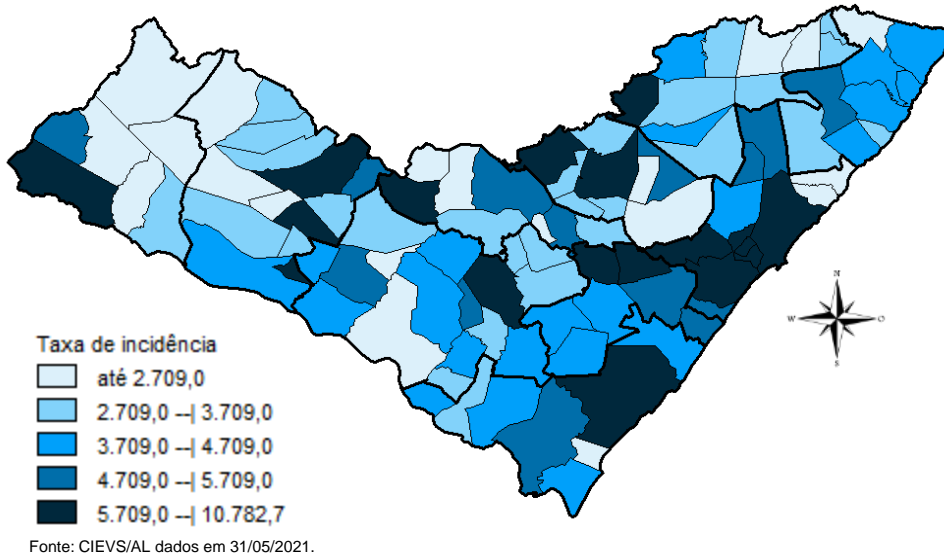 N
W
O
S
Taxa de incidência
até 2.709,0
2.709,0 --| 3.709,0
3.709,0 --| 4.709,0
4.709,0 --| 5.709,0
5.709,0 --| 10.782,7
Fonte: CIEVS/AL dados em 31/05/2021.